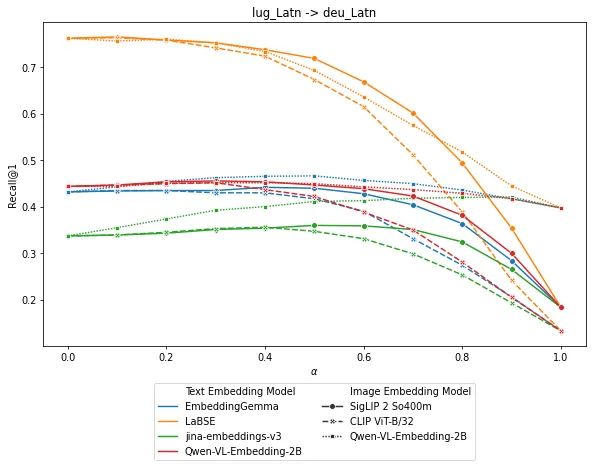 lug_Latn -> deu_Latn
Recall@1
0.7
0.6
0.5
0.4
0.3
0.2
0.0 0.2 0.4 0.6 0.8 1.0
α
Text Embedding Model Image Embedding Model
EmbeddingGemma SigLIP 2 So400m
LaBSE CLIP ViT-B/32
jina-embeddings-v3 Qwen-VL-Embedding-2B
Qwen-VL-Embedding-2B